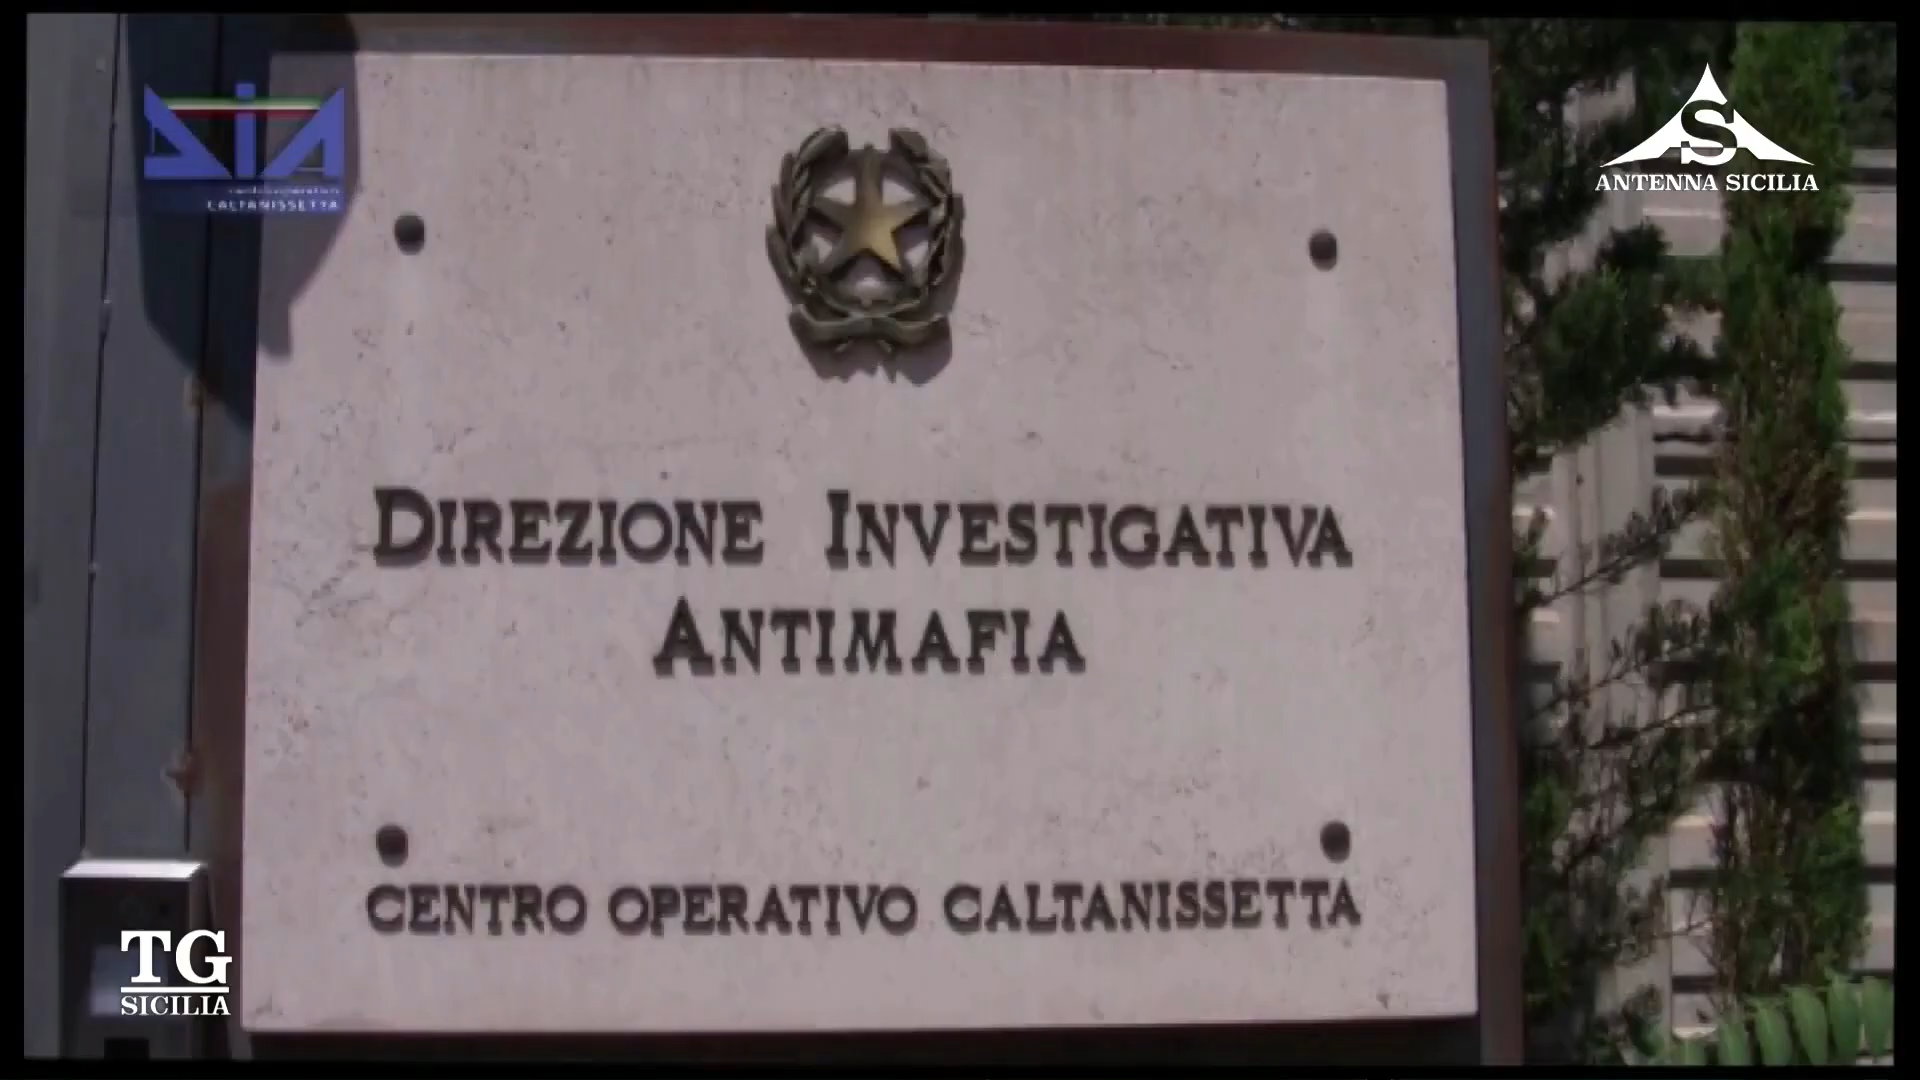 DIA
CALTANISSETTA
S
ANTENNA SICILIA
DIREZIONE INVESTIGATIVA
ANTIMAFIA
CENTRO OPERATIVO CALTANISSETTA
TG
SICILIA